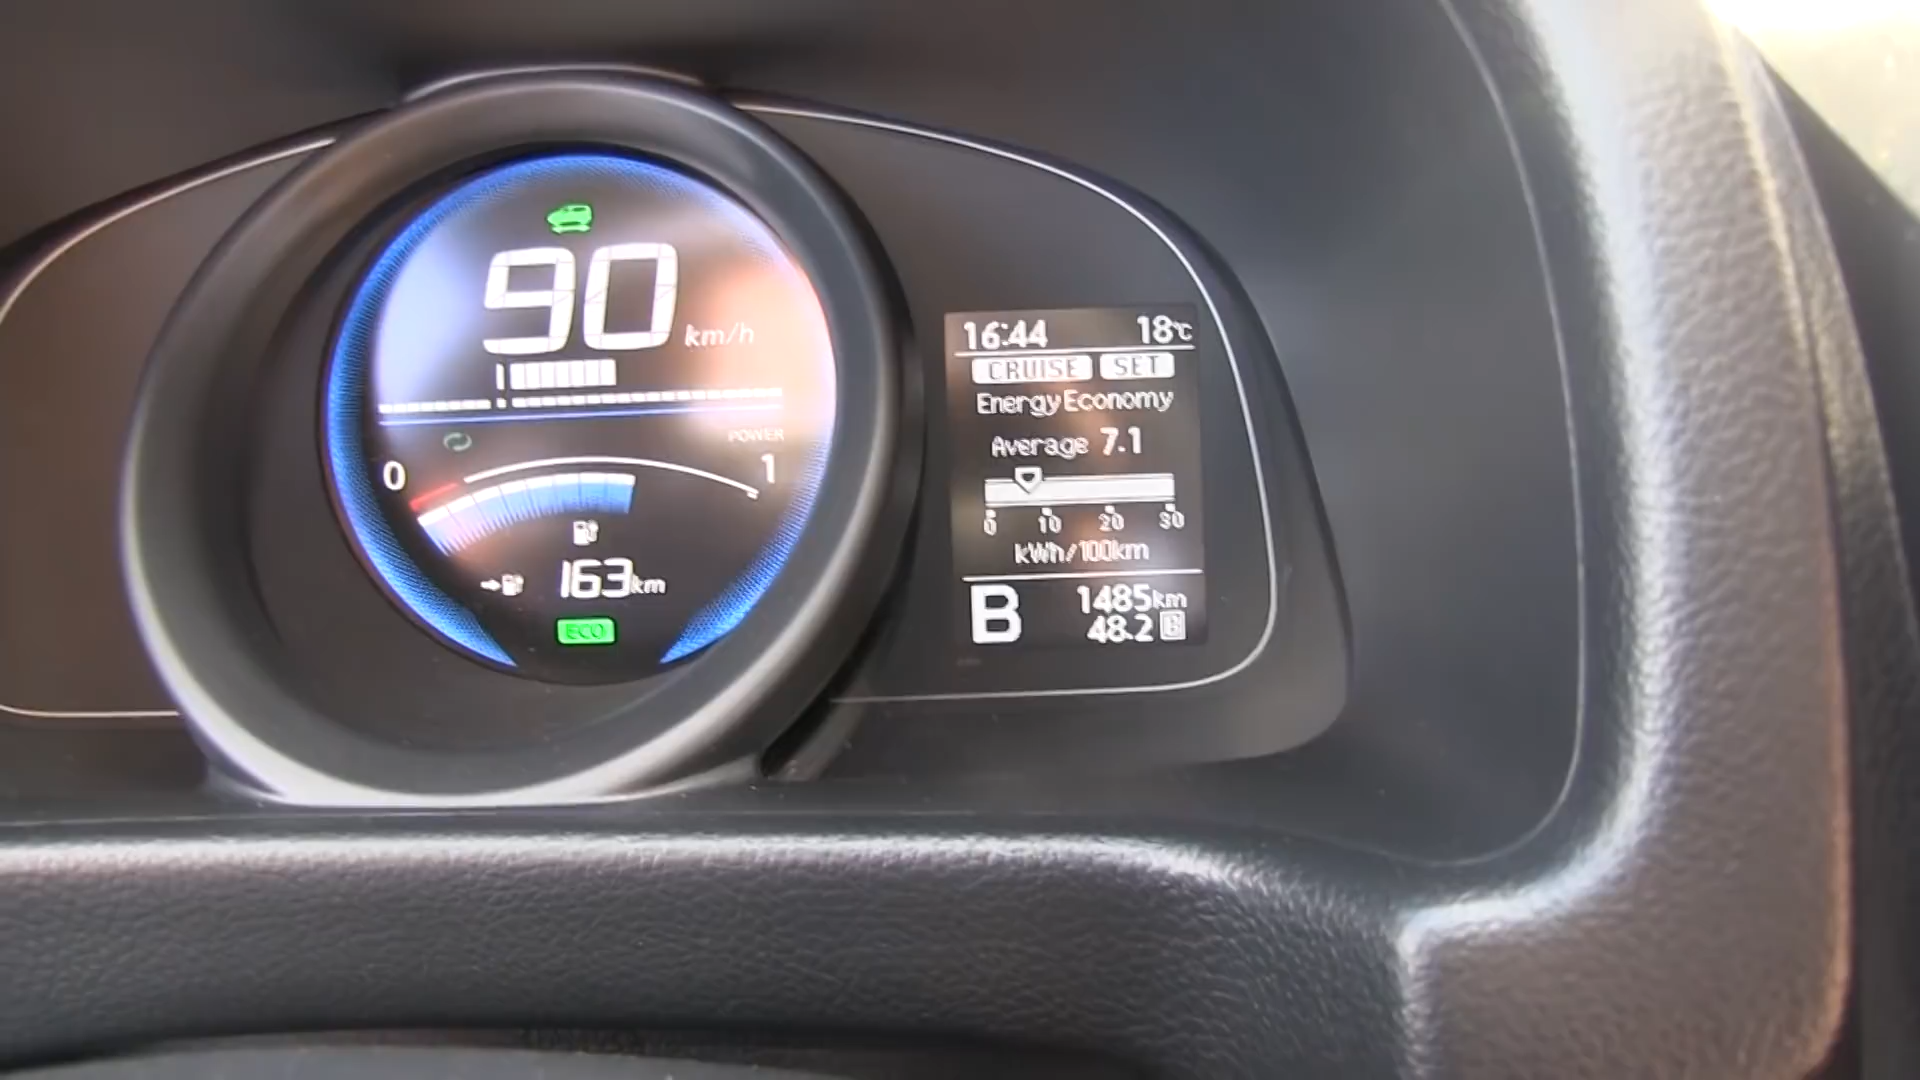 90 km/h
POWER
0 1
163km
ECO
16:44 18°C
CRUISE SET
Energy Economy
Average 7.1
0 10 20 30
kWh/100km
B 1485km
48.2 B